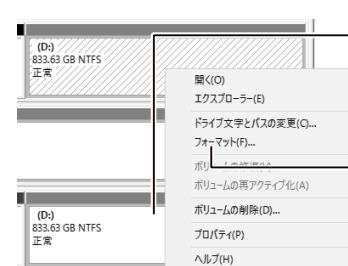 (D:)
833.63 GB NTFS
正常
開く(O)
エクスプローラー(E)
ドライブ文字とパスの変更(C)...
フォーマット(F)...
ボリュームの再アクティブ化(A)
ボリュームの削除(D)...
プロパティ(P)
ヘルプ(H)
(D:)
833.63 GB NTFS
正常